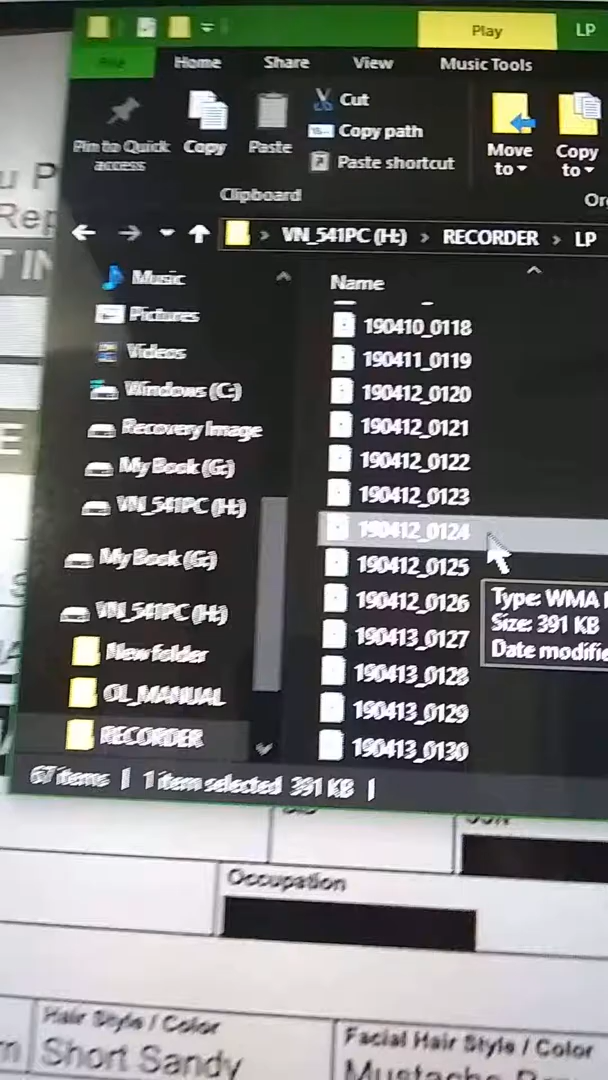 Play LP
File Home Share View Music Tools
Pin to Quick access
Copy
Paste
Cut
Copy path
Paste shortcut
Move to
Copy to
Clipboard
VN_541PC (H:) > RECORDER > LP
Name
Music
Pictures
Videos
Windows (C:)
Recovery Image
My Book (G:)
VN_541PC (H:)
My Book (G:)
VN_541PC (H:)
New folder
OL_MANUAL
RECORDER
190410_0118
190411_0119
190412_0120
190412_0121
190412_0122
190412_0123
190412_0124
190412_0125
190412_0126
190413_0127
190413_0128
190413_0129
190413_0130
Type: WMA
Size: 391 KB
Date modifie
67 items | 1 item selected 391 KB |
Occupation
Hair Style / Color
Short Sandy
Facial Hair Style / Color
Mustache